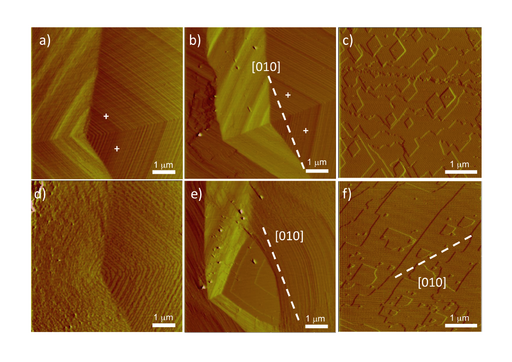 a)
b)
c)
[010]
+
+
+
+
1 µm
1 µm
1 µm
d)
e)
f)
[010]
[010]
1 µm
1 µm
1 µm